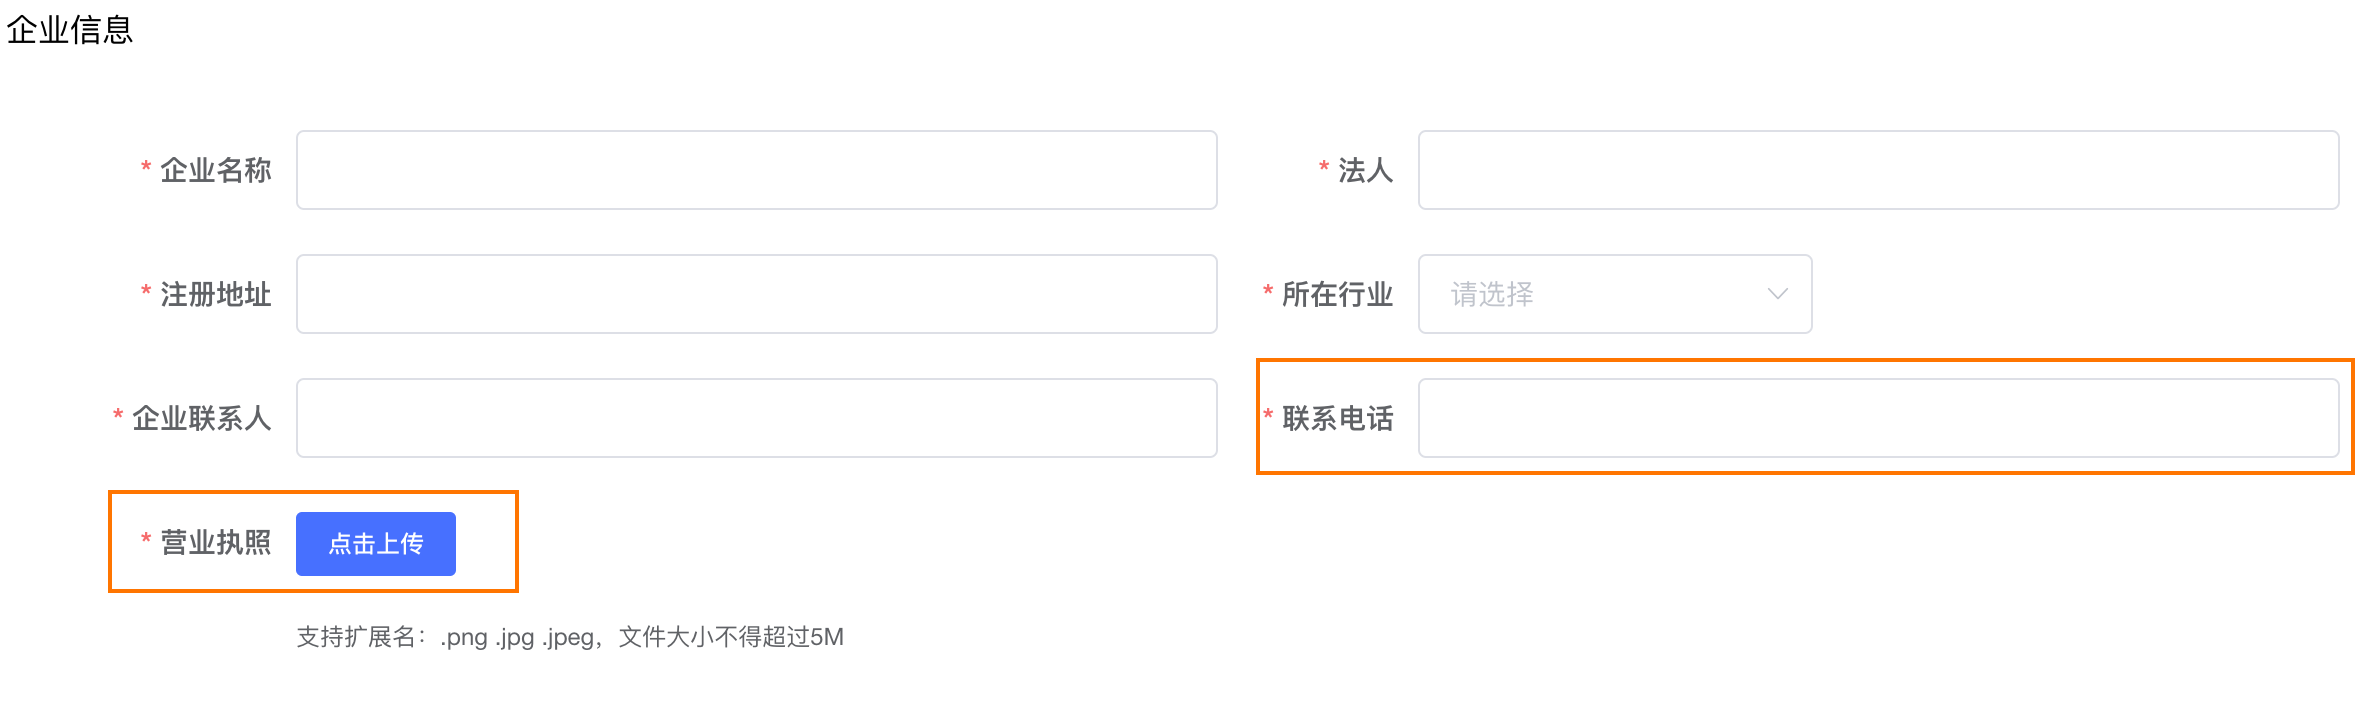 企业信息
* 企业名称
* 法人
* 注册地址
* 所在行业 请选择
* 企业联系人
* 联系电话
* 营业执照 点击上传
支持扩展名：.png .jpg .jpeg，文件大小不得超过5M